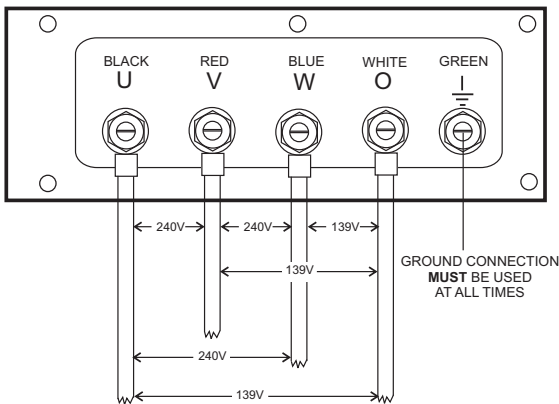 BLACK RED BLUE WHITE GREEN
U V W O
240V 240V 139V
139V
GROUND CONNECTION
MUST BE USED
AT ALL TIMES
240V
139V